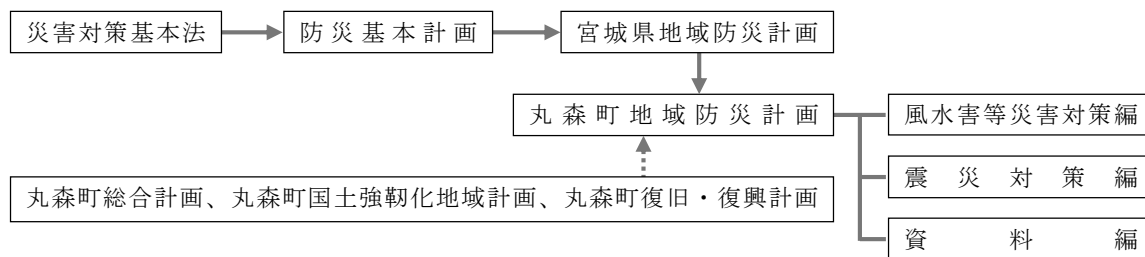 災害対策基本法
防災基本計画
宮城県地域防災計画
丸森町地域防災計画
風水害等災害対策編
震災対策編
丸森町総合計画、丸森町国土強靭化地域計画、丸森町復旧・復興計画
資料編